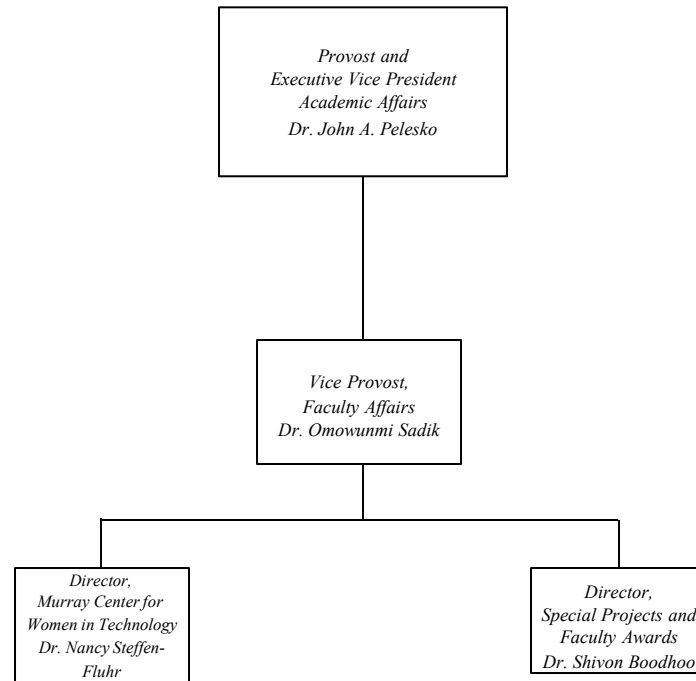 Provost and
Executive Vice President
Academic Affairs
Dr. John A. Pelesko
Vice Provost,
Faculty Affairs
Dr. Omowunmi Sadik
Director,
Murray Center for
Women in Technology
Dr. Nancy Steffen-
Fluhr
Director,
Special Projects and
Faculty Awards
Dr. Shivon Boodhoo